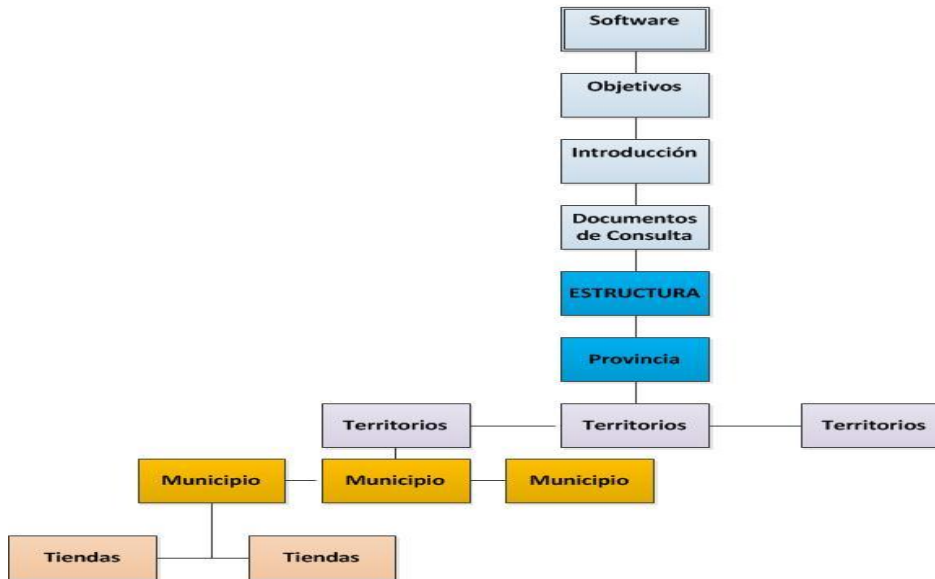 Software
Objetivos
Introducción
Documentos
de Consulta
ESTRUCTURA
Provincia
Territorios
Territorios
Territorios
Municipio
Municipio
Municipio
Tiendas
Tiendas